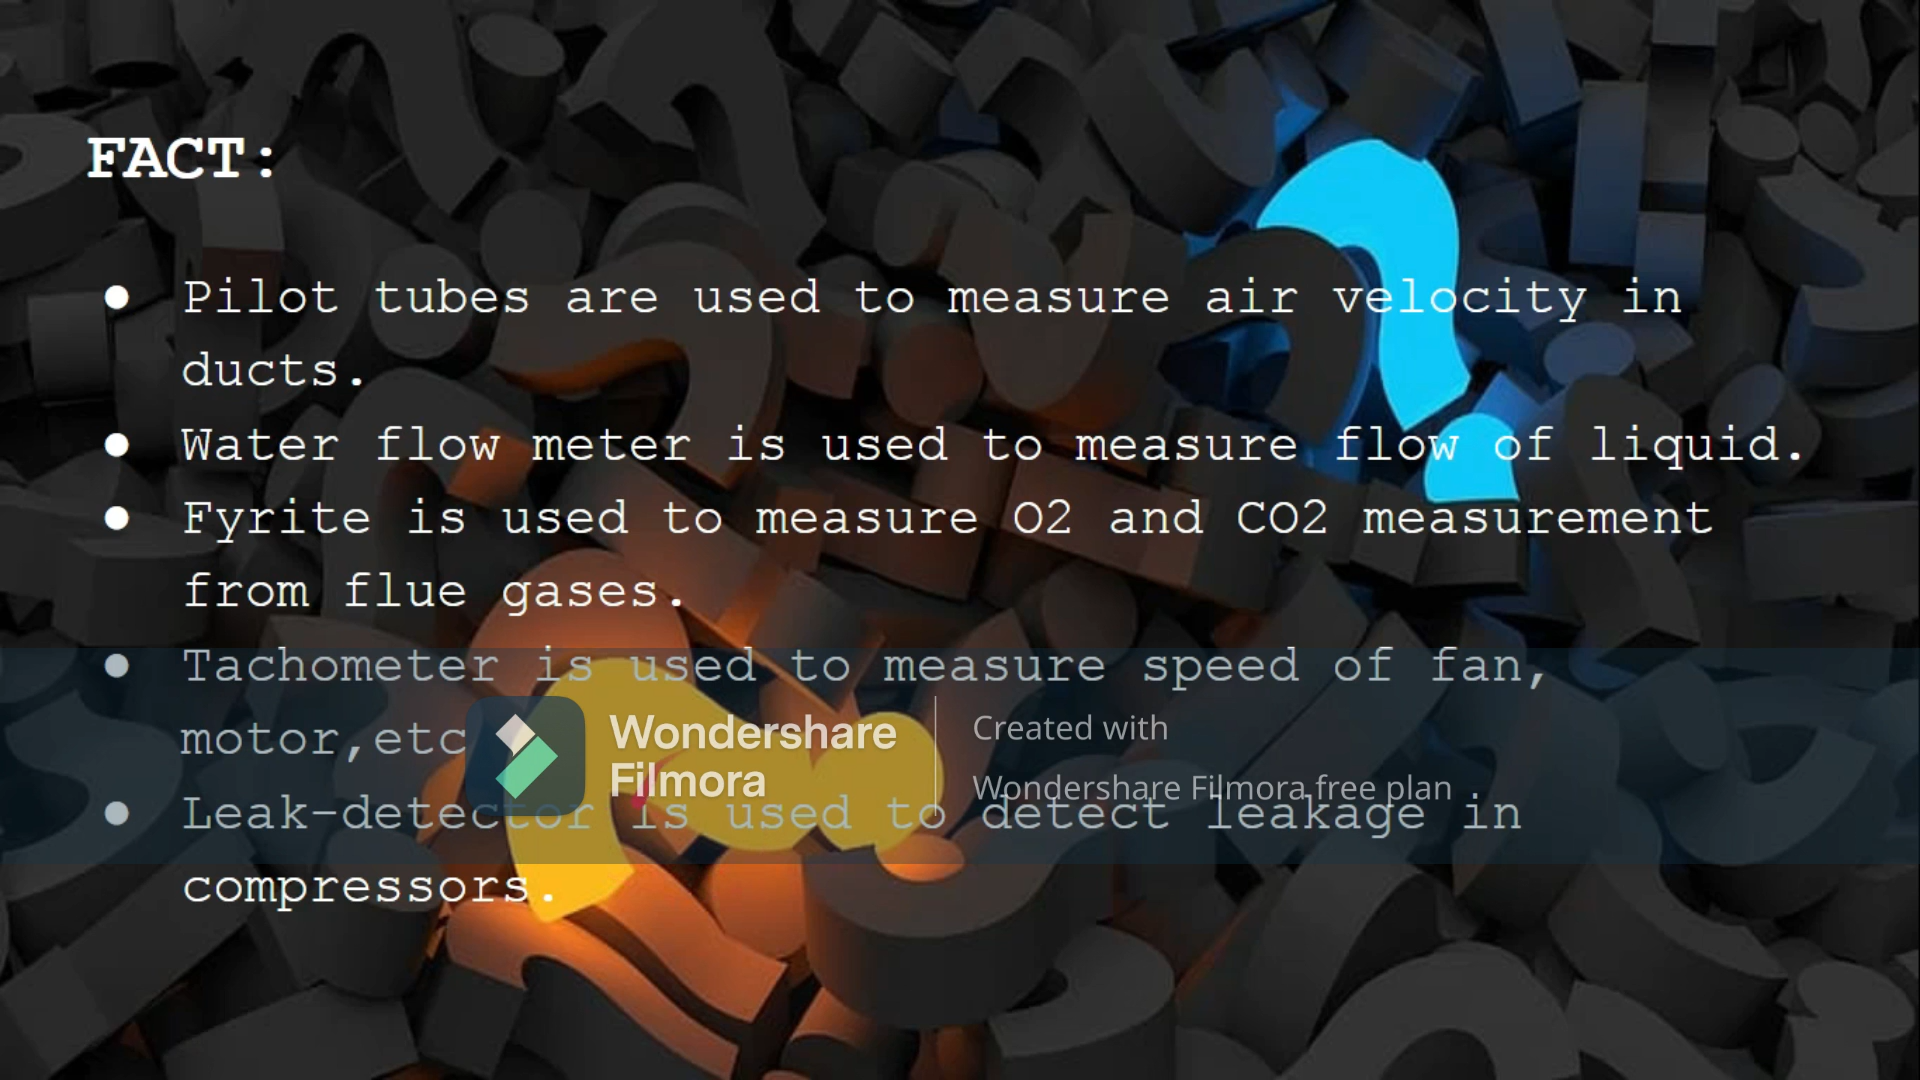 FACT:
● Pilot tubes are used to measure air velocity in
ducts.
● Water flow meter is used to measure flow of liquid.
● Fyrite is used to measure O2 and CO2 measurement
from flue gases.
● Tachometer is used to measure speed of fan,
motor,etc
Wondershare
Filmora
Created with
Wondershare Filmora free plan
● Leak-detector is used to detect leakage in
compressors.